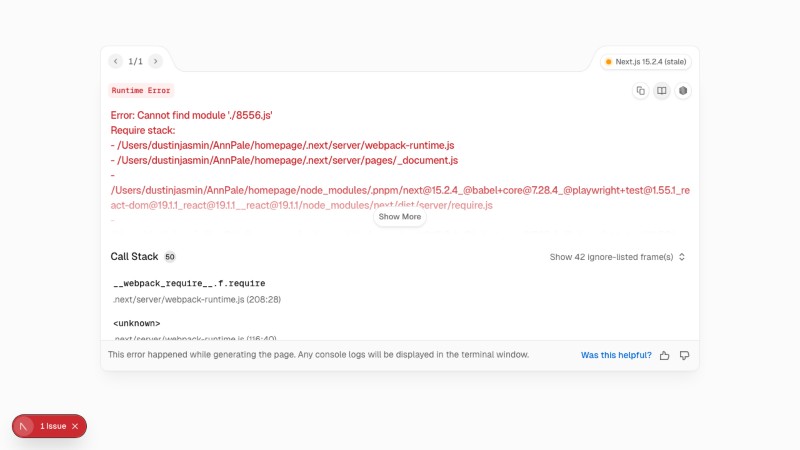 1/1
Next.js 15.2.4 (stale)
Runtime Error
Error: Cannot find module './8556.js'
Require stack:
- /Users/dustinjasmin/AnnPale/homepage/.next/server/webpack-runtime.js
- /Users/dustinjasmin/AnnPale/homepage/.next/server/pages/_document.js
-
/Users/dustinjasmin/AnnPale/homepage/node_modules/.pnpm/next@15.2.4_@babel+core@7.28.4_@playwright+test@1.55.1_re
act-dom@19.1.1_react@19.1.1__react@19.1.1/node_modules/next/dist/server/require.js
-
Show More
Call Stack 50
Show 42 ignore-listed frame(s)
__webpack_require__.f.require
.next/server/webpack-runtime.js (208:28)
<unknown>
.next/server/webpack-runtime.js (116:40)
This error happened while generating the page. Any console logs will be displayed in the terminal window.
Was this helpful?
1 Issue